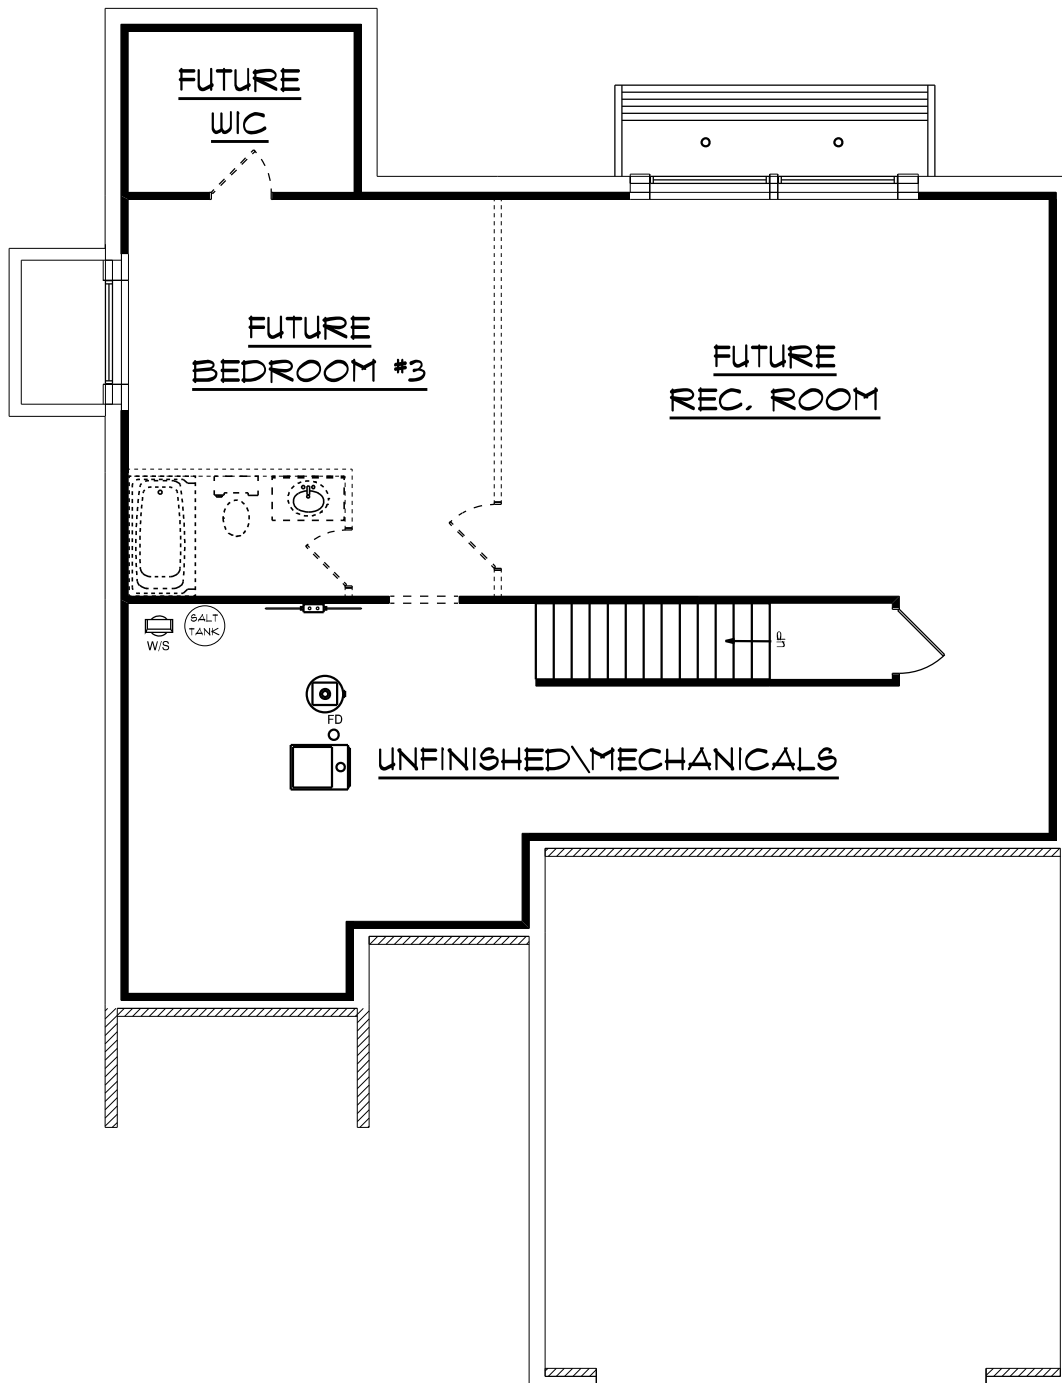 FUTURE
WIC
FUTURE
BEDROOM #3
FUTURE
REC. ROOM
SALT
TANK
W/S
UP
FD
UNFINISHED\MECHANICALS